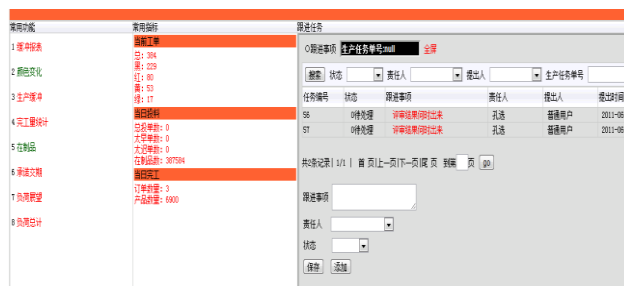 常用功能
1 缓冲报表
2 颜色变化
3 生产缓冲
4 完工量统计
5 在制品
6 承诺交期
7 负荷展望
8 负荷总计
常用指标
当前工单
总: 384
黑: 229
红: 80
黄: 53
绿: 17
当日投料
总投单数: 0
太早单数: 0
太迟单数: 0
在制品数: 387584
当日完工
订单数量: 3
产品数量: 6900
跟进任务
○跟进事项 生产任务单号:null 全屏
搜索 状态 责任人 提出人 生产任务单号
任务编号 状态 跟进事项 责任人 提出人 提出时间
56 0待处理 评审结果何时出来 孔浩 普通用户 2011-06
57 0待处理 评审结果何时出来 孔浩 普通用户 2011-06
共2条记录| 1/1 | 首 页|上一页|下一页|尾 页 到第 页 go
跟进事项
责任人
状态
保存 添加